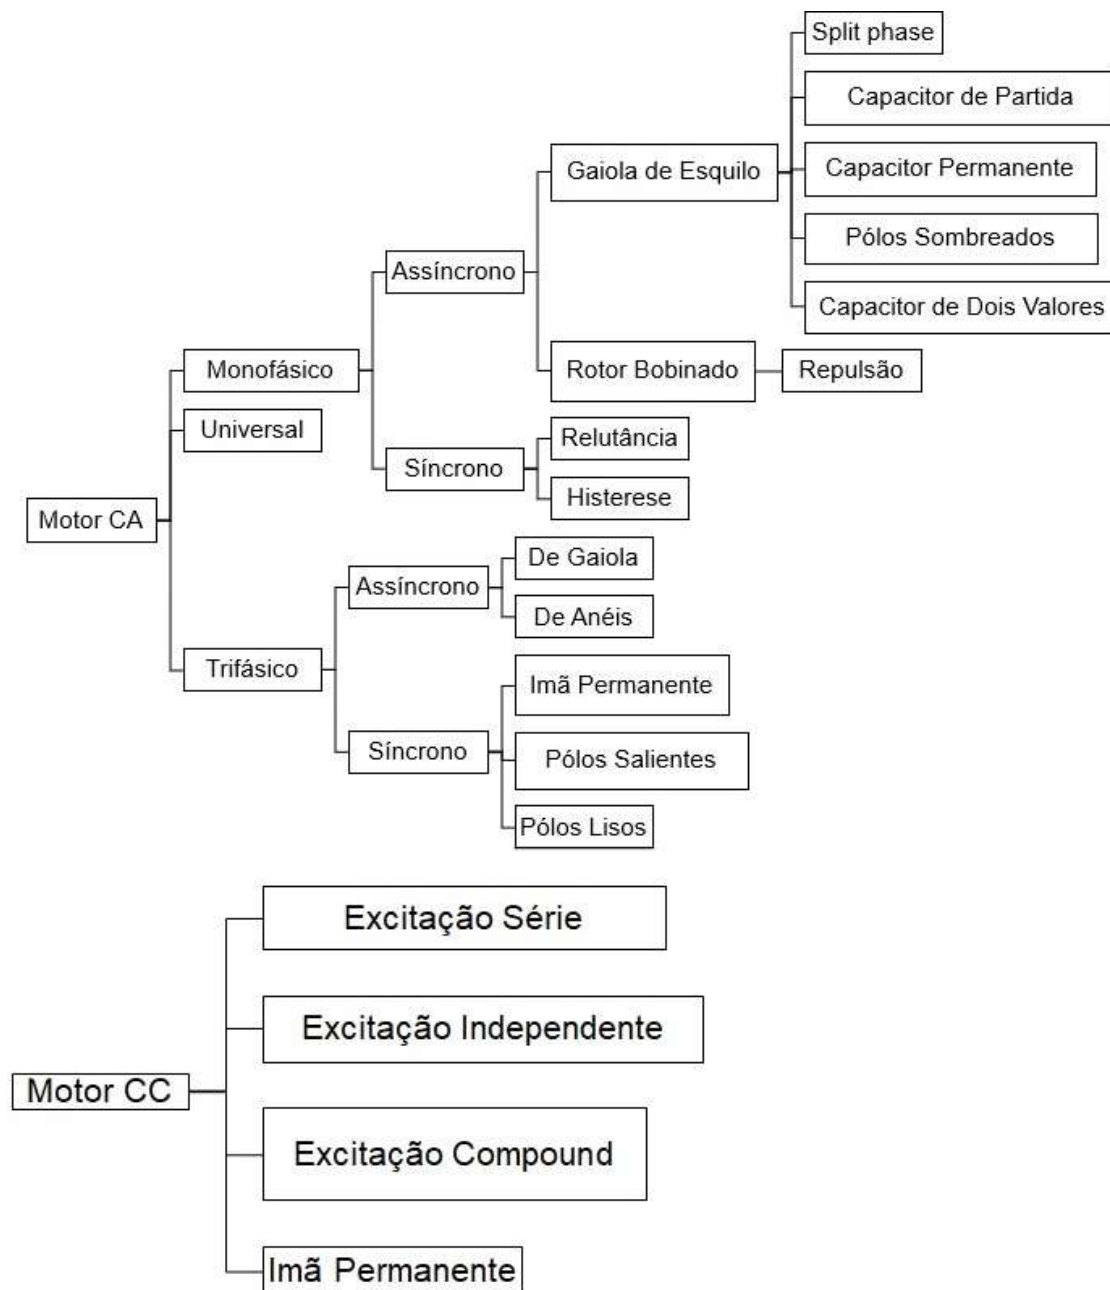 Split phase
Capacitor de Partida
Gaiola de Esquilo
Capacitor Permanente
Pólos Sombreados
Assíncrono
Capacitor de Dois Valores
Monofásico
Rotor Bobinado
Repulsão
Universal
Relutância
Síncrono
Histerese
Motor CA
De Gaiola
Assíncrono
De Anéis
Trifásico
Imã Permanente
Síncrono
Pólos Salientes
Pólos Lisos
Excitação Série
Excitação Independente
Motor CC
Excitação Compound
Imã Permanente